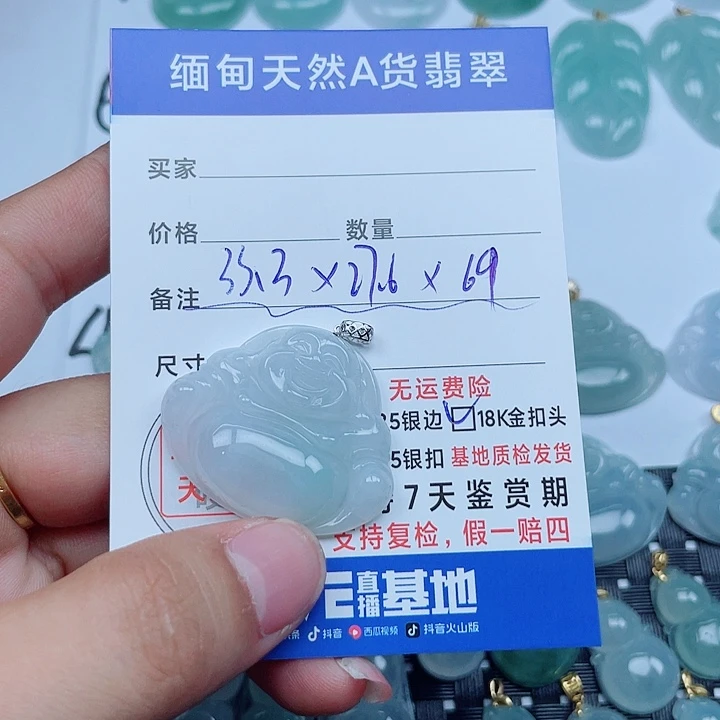 缅甸天然A货翡翠
买家
价格 数量
备注 35.3×27.6×69
尺寸
无运费险
5银边 18K金扣头
5银扣 基地质检发货
7天鉴赏期
支持复检，假一赔四
直播基地
抖音 西瓜视频 抖音火山版